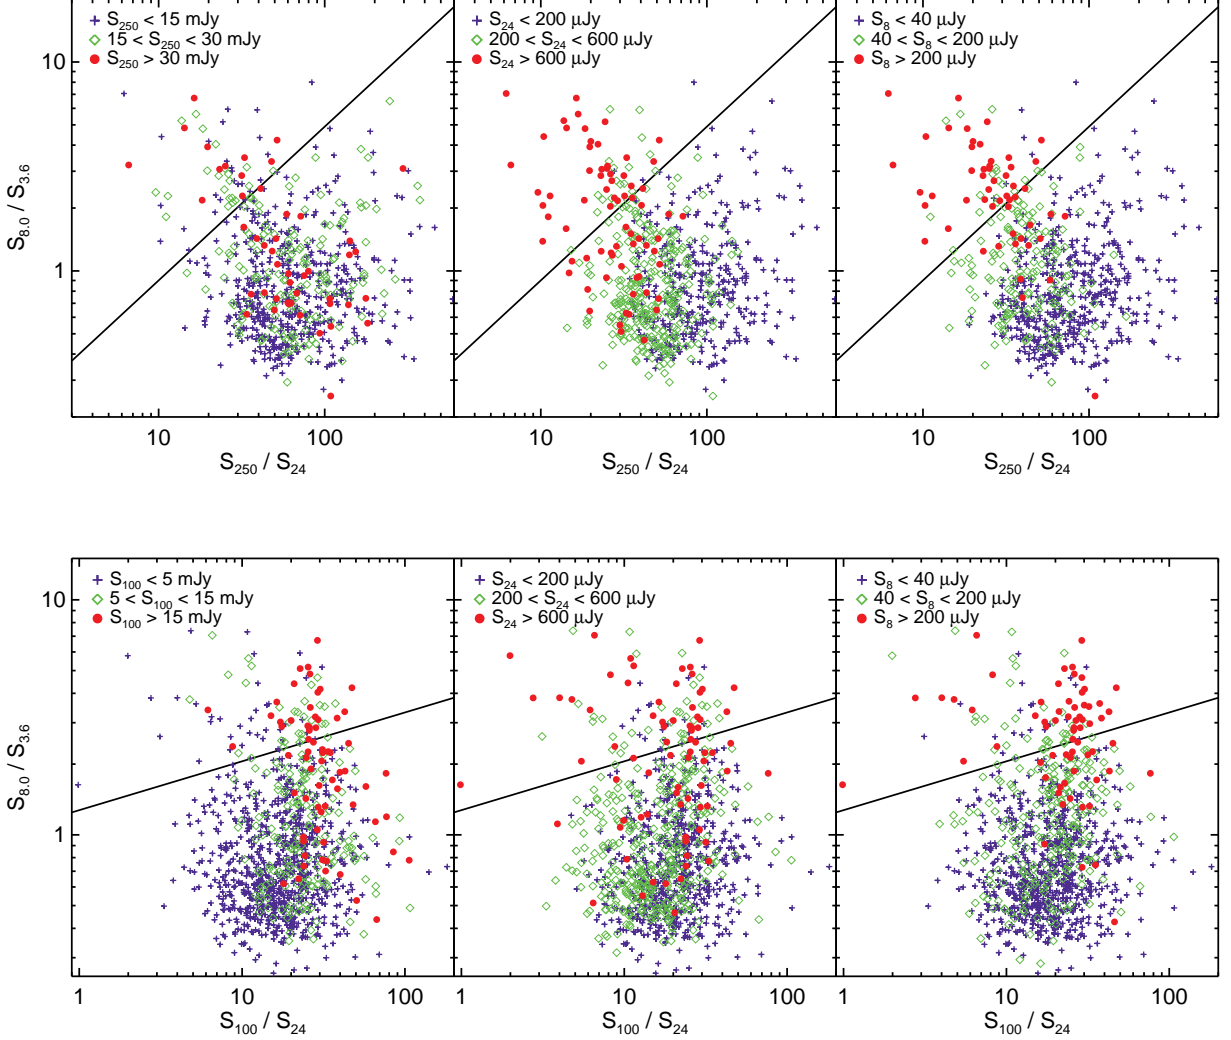 S250 < 15 mJy
15 < S250 < 30 mJy
S250 > 30 mJy
S24 < 200 μJy
200 < S24 < 600 μJy
S24 > 600 μJy
S8 < 40 μJy
40 < S8 < 200 μJy
S8 > 200 μJy
10
1
S8.0 / S3.6
10 100
10 100
10 100
S250 / S24
S250 / S24
S250 / S24
S100 < 5 mJy
5 < S100 < 15 mJy
S100 > 15 mJy
S24 < 200 μJy
200 < S24 < 600 μJy
S24 > 600 μJy
S8 < 40 μJy
40 < S8 < 200 μJy
S8 > 200 μJy
10
1
S8.0 / S3.6
1 10 100
1 10 100
1 10 100
S100 / S24
S100 / S24
S100 / S24